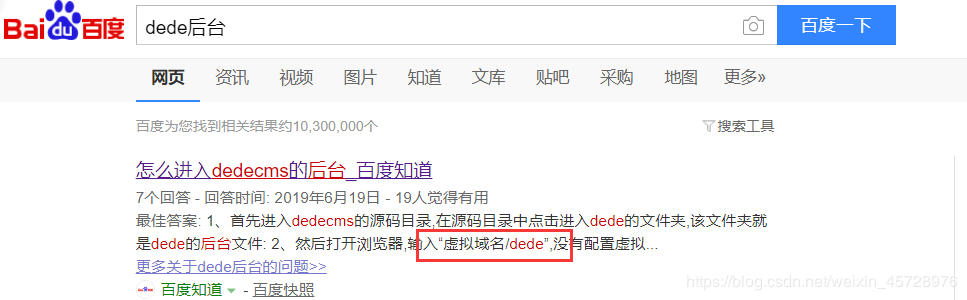 Bai du 百度 dede后台 百度一下
网页 资讯 视频 图片 知道 文库 贴吧 采购 地图 更多»
百度为您找到相关结果约10,300,000个 搜索工具
怎么进入dedecms的后台_百度知道
7个回答 - 回答时间: 2019年6月19日 - 19人觉得有用
最佳答案: 1、首先进入dedecms的源码目录,在源码目录中点击进入dede的文件夹,该文件夹就
是dede的后台文件: 2、然后打开浏览器,输入“虚拟域名/dede”,没有配置虚拟...
更多关于dede后台的问题>>
百度知道 - 百度快照
https://blog.csdn.net/weixin_45728976